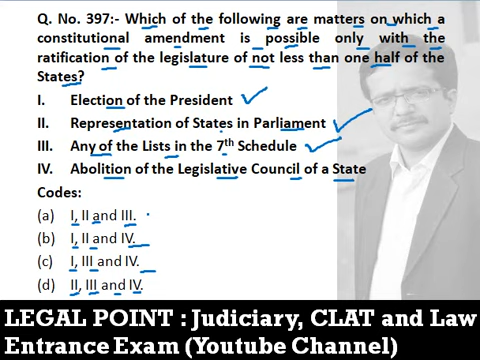 Q. No. 397:- Which of the following are matters on which a
constitutional amendment is possible only with the
ratification of the legislature of not less than one half of the
States?
I. Election of the President
II. Representation of States in Parliament
III. Any of the Lists in the 7th Schedule
IV. Abolition of the Legislative Council of a State
Codes:
(a) I, II and III.
(b) I, II and IV.
(c) I, III and IV.
(d) II, III and IV.
LEGAL POINT : Judiciary, CLAT and Law
Entrance Exam (Youtube Channel)